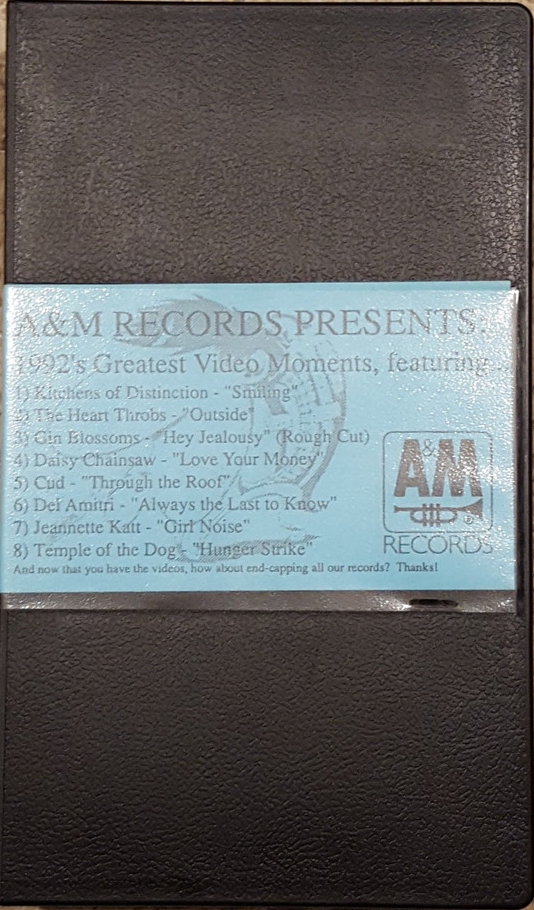 A&M RECORDS PRESENTS...
1992's Greatest Video Moments, featuring...
1) Kitchens of Distinction - "Smiling"
2) The Heart Throbs - "Outside"
3) Gin Blossoms - "Hey Jealousy" (Rough Cut)
4) Daisy Chainsaw - "Love Your Money"
5) Cud - "Through the Roof"
6) Del Amitri - "Always the Last to Know"
7) Jeannette Katt - "Girl Noise"
8) Temple of the Dog - "Hunger Strike"
And now that you have the videos, how about end-capping all our records? Thanks!
A&M
RECORDS